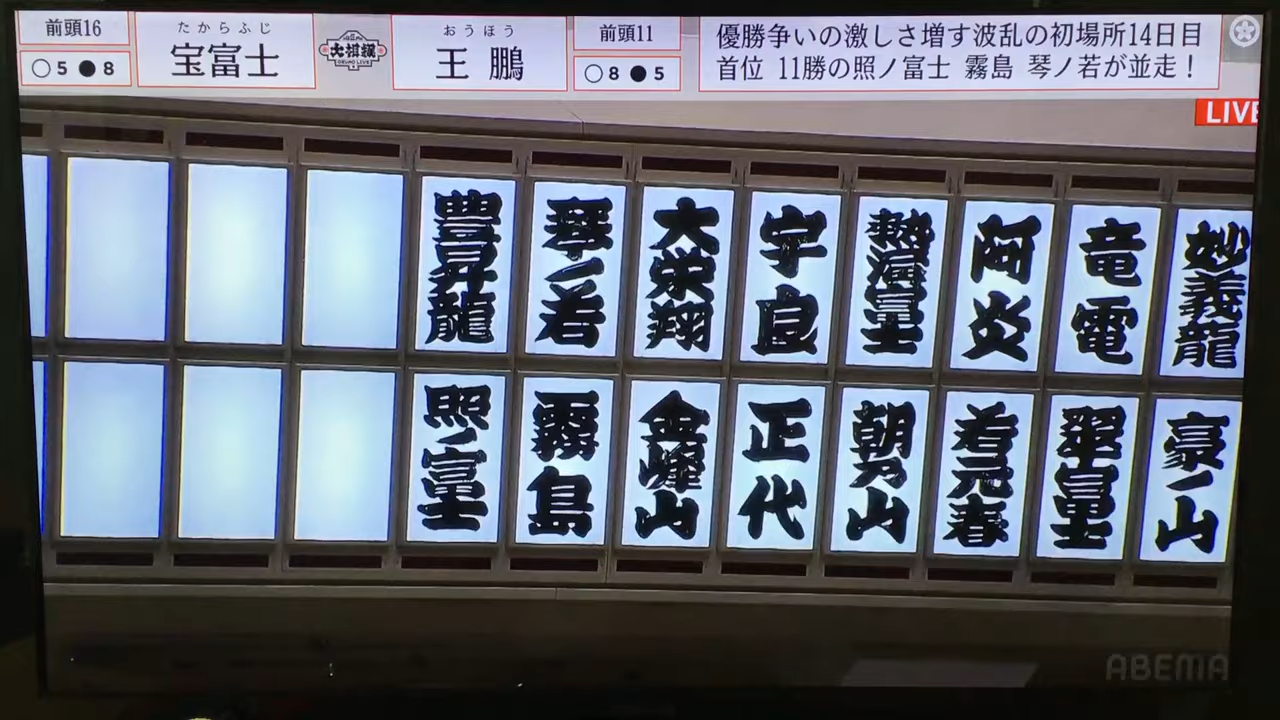 前頭16
○5 ●8
たからふじ
宝富士
大相撲
おうほう
王鵬
前頭11
○8 ●5
優勝争いの激しさ増す波乱の初場所14日目
首位 11勝の照ノ富士 霧島 琴ノ若が並走！
LIVE
豊昇龍
琴ノ若
大栄翔
宇良
熱海富士
阿炎
竜電
妙義龍
照ノ富士
霧島
金峰山
正代
朝乃山
若元春
翠富士
豪ノ山
ABEMA